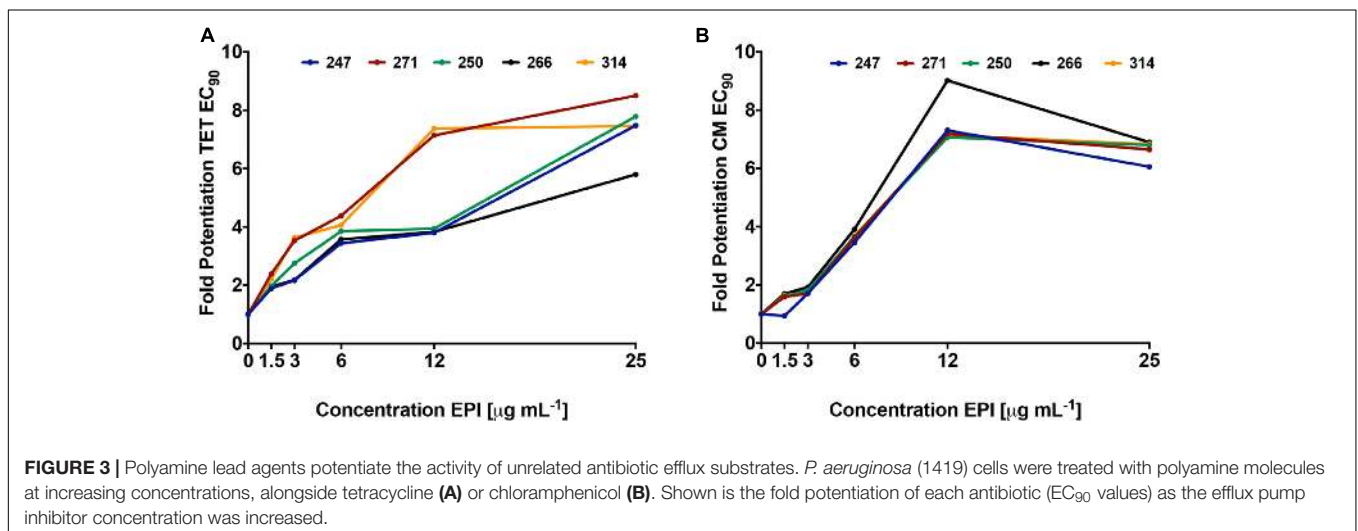 A
10
8
6
4
2
0
Fold Potentiation TET EC90
247 271 250 266 314
0 1.5 3 6 12 25
Concentration EPI [μg mL-1]
B
10
8
6
4
2
0
Fold Potentiation CM EC90
247 271 250 266 314
0 1.5 3 6 12 25
Concentration EPI [μg mL-1]
FIGURE 3 | Polyamine lead agents potentiate the activity of unrelated antibiotic efflux substrates. P. aeruginosa (1419) cells were treated with polyamine molecules
at increasing concentrations, alongside tetracycline (A) or chloramphenicol (B). Shown is the fold potentiation of each antibiotic (EC90 values) as the efflux pump
inhibitor concentration was increased.